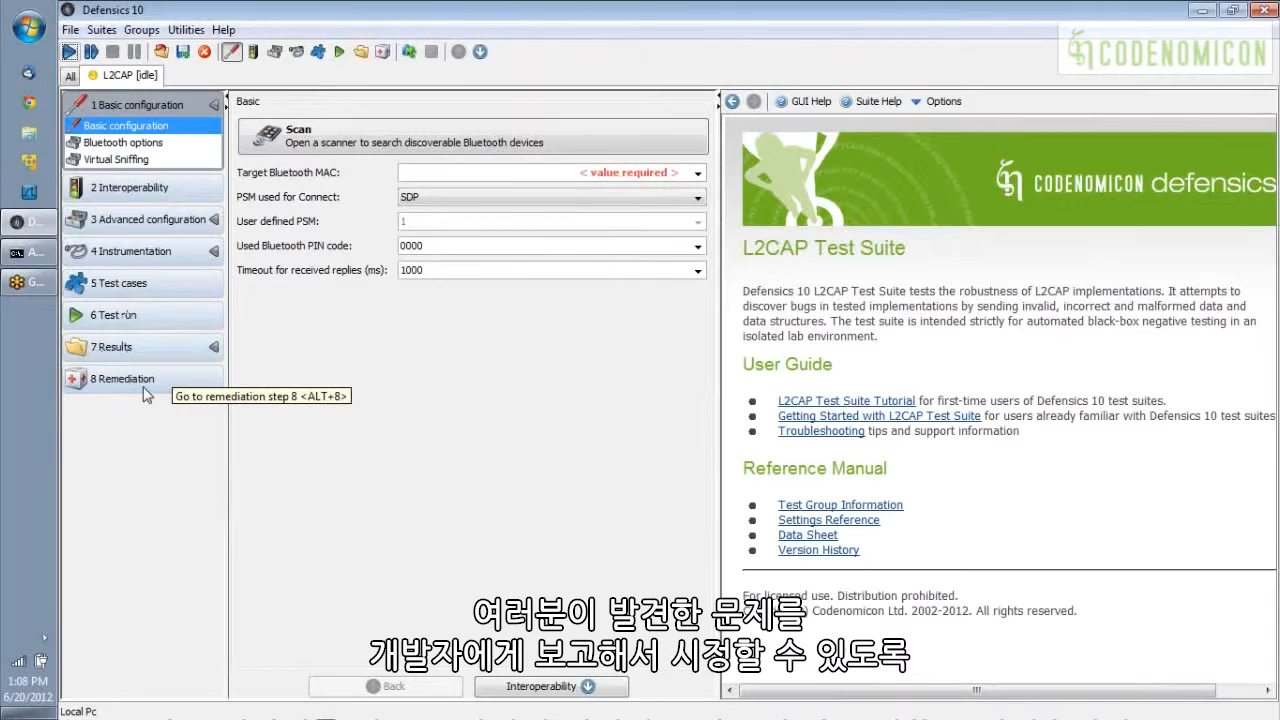 Defensics 10
File Suites Groups Utilities Help
CODENOMICON
All L2CAP [idle]
1 Basic configuration
Basic configuration
Bluetooth options
Virtual Sniffing
2 Interoperability
3 Advanced configuration
4 Instrumentation
5 Test cases
6 Test run
7 Results
8 Remediation
Go to remediation step 8 <ALT+8>
Basic
Scan
Open a scanner to search discoverable Bluetooth devices
Target Bluetooth MAC: < value required >
PSM used for Connect: SDP
User defined PSM: 1
Used Bluetooth PIN code: 0000
Timeout for received replies (ms): 1000
Back Interoperability
GUI Help Suite Help Options
CODENOMICON defensics
L2CAP Test Suite
Defensics 10 L2CAP Test Suite tests the robustness of L2CAP implementations. It attempts to
discover bugs in tested implementations by sending invalid, incorrect and malformed data and
data structures. The test suite is intended strictly for automated black-box negative testing in an
isolated lab environment.
User Guide
L2CAP Test Suite Tutorial for first-time users of Defensics 10 test suites.
Getting Started with L2CAP Test Suite for users already familiar with Defensics 10 test suites
Troubleshooting tips and support information
Reference Manual
Test Group Information
Settings Reference
Data Sheet
Version History
For licensed use. Distribution prohibited.
Codenomicon Ltd. 2002-2012. All rights reserved.
여러분이 발견한 문제를
개발자에게 보고해서 시정할 수 있도록
D...
A...
G...
1:08 PM
6/20/2012
Local Pc